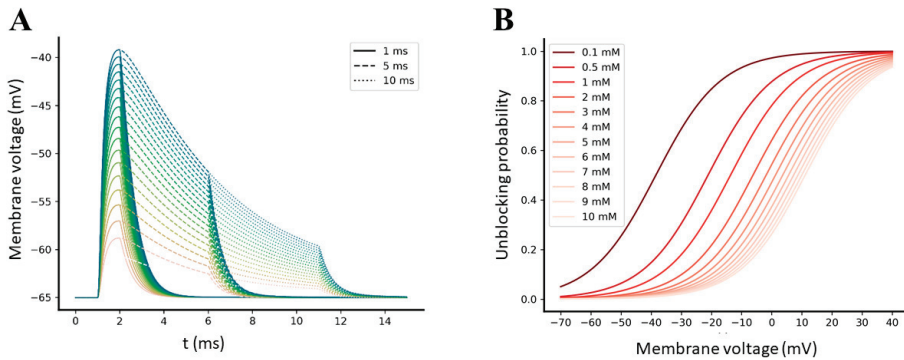 A
Membrane voltage (mV)
−40
−45
−50
−55
−60
−65
0
2
4
6
8
10
12
14
t (ms)
1 ms
5 ms
10 ms
B
Unblocking probability
1.0
0.8
0.6
0.4
0.2
0.0
0.1 mM
0.5 mM
1 mM
2 mM
3 mM
4 mM
5 mM
6 mM
7 mM
8 mM
9 mM
10 mM
−70
−60
−50
−40
−30
−20
−10
0
10
20
30
40
Membrane voltage (mV)